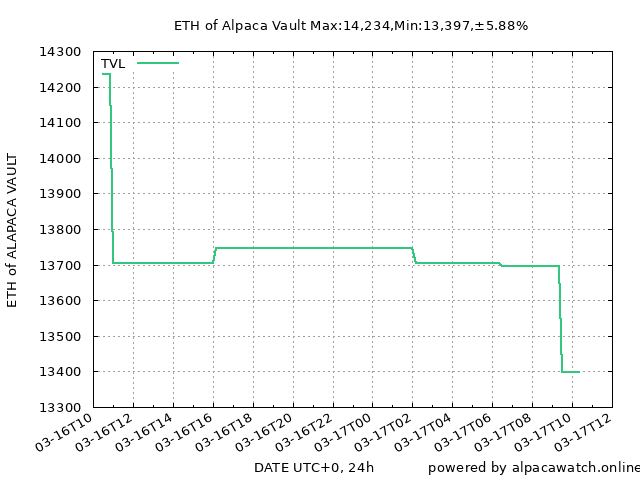 ETH of Alpaca Vault Max:14,234,Min:13,397,±5.88%
TVL
14300
14200
14100
14000
13900
13800
13700
13600
13500
13400
13300
ETH of ALAPACA VAULT
03-16T10
03-16T12
03-16T14
03-16T16
03-16T18
03-16T20
03-16T22
03-17T00
03-17T02
03-17T04
03-17T06
03-17T08
03-17T10
03-17T12
DATE UTC+0, 24h
powered by alpacawatch.online